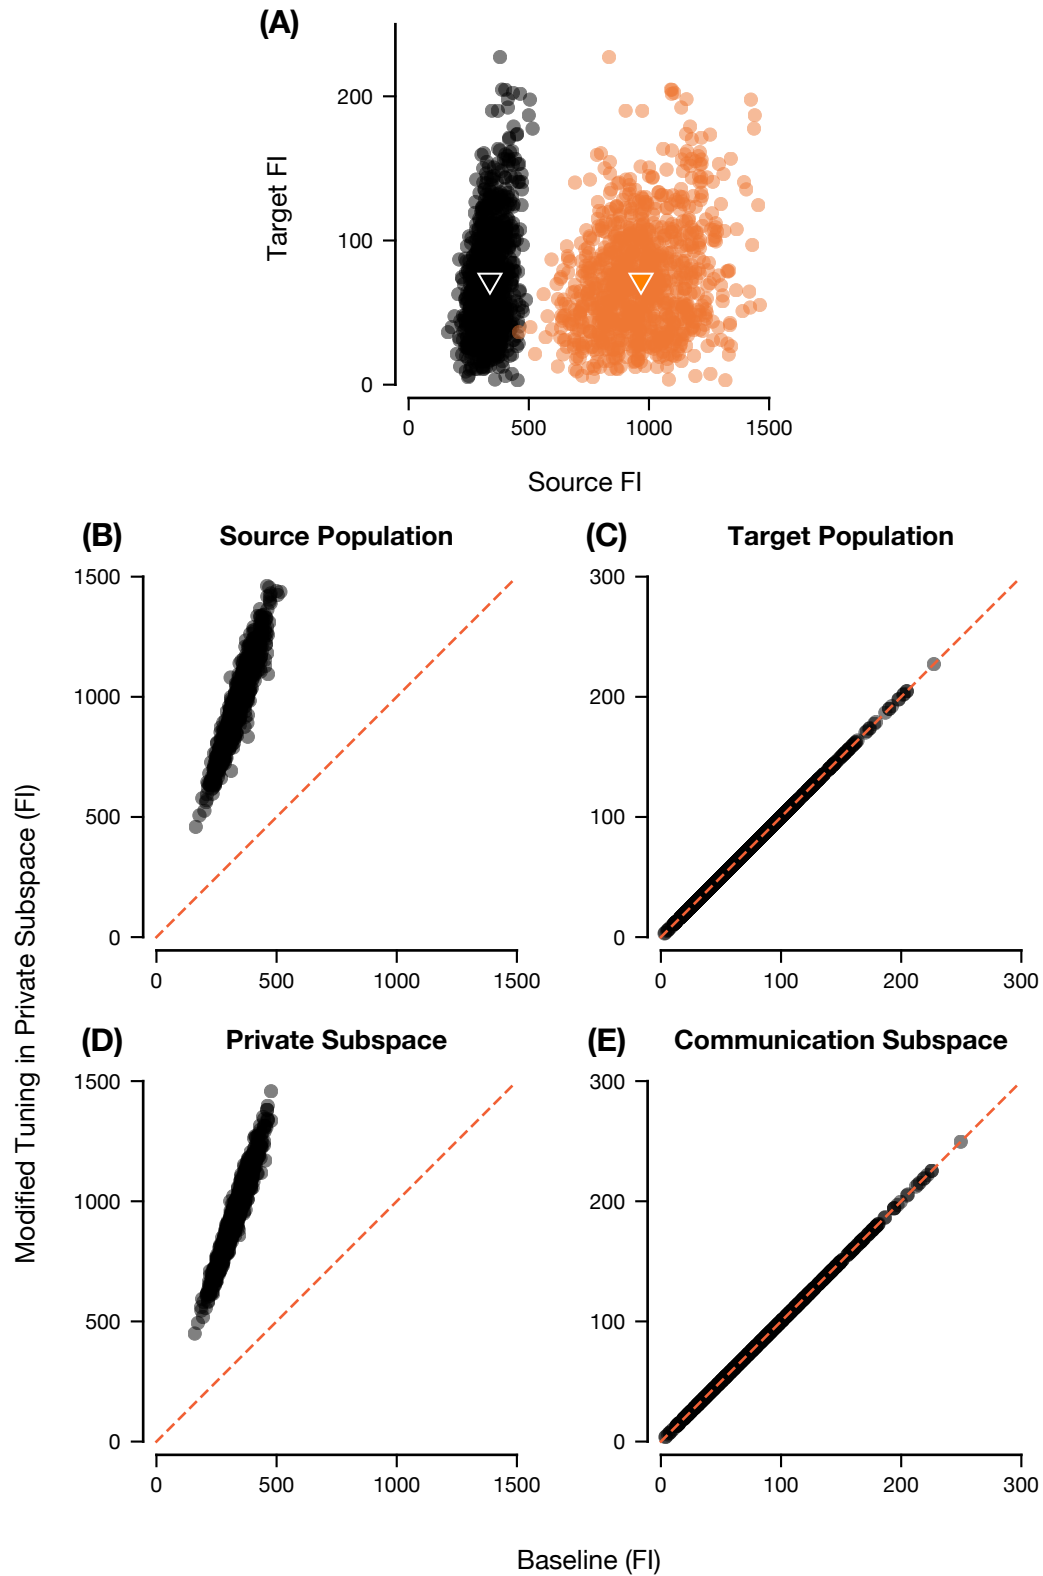 (A)
Target FI
200
100
0
0 500 1000 1500
Source FI
(B) Source Population
1500
1000
500
0
0 500 1000 1500
(C) Target Population
300
200
100
0
0 100 200 300
Modified Tuning in Private Subspace (FI)
(D) Private Subspace
1500
1000
500
0
0 500 1000 1500
(E) Communication Subspace
300
200
100
0
0 100 200 300
Baseline (FI)